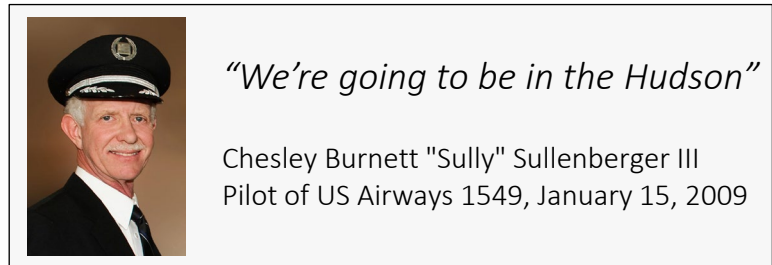 “We’re going to be in the Hudson”
Chesley Burnett "Sully" Sullenberger III
Pilot of US Airways 1549, January 15, 2009